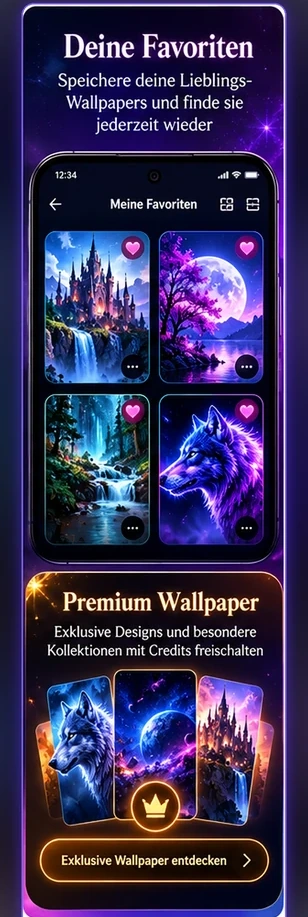 Deine Favoriten
Speichere deine Lieblings-
Wallpapers und finde sie
jederzeit wieder
12:34
Meine Favoriten
Premium Wallpaper
Exklusive Designs und besondere
Kollektionen mit Credits freischalten
Exklusive Wallpaper entdecken